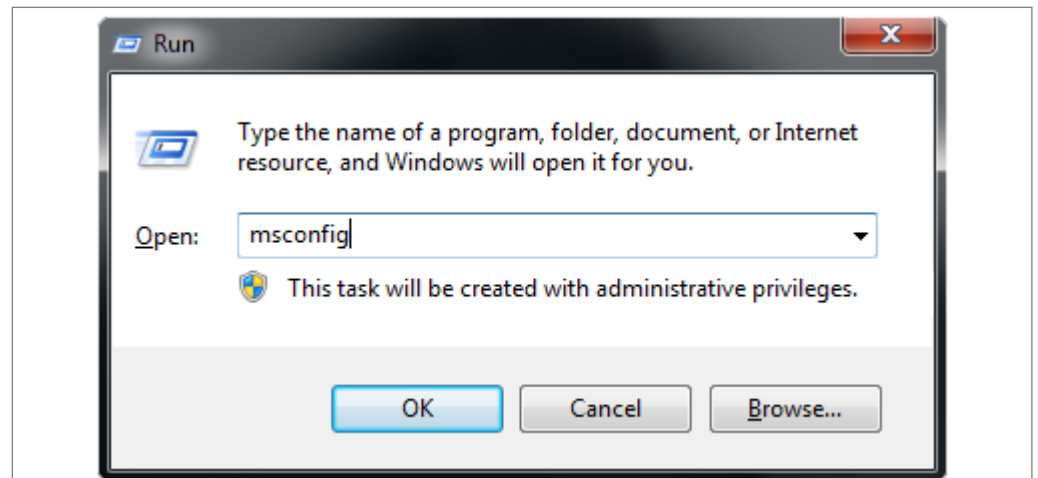 Run
Type the name of a program, folder, document, or Internet
resource, and Windows will open it for you.
Open: msconfig
This task will be created with administrative privileges.
OK Cancel Browse...